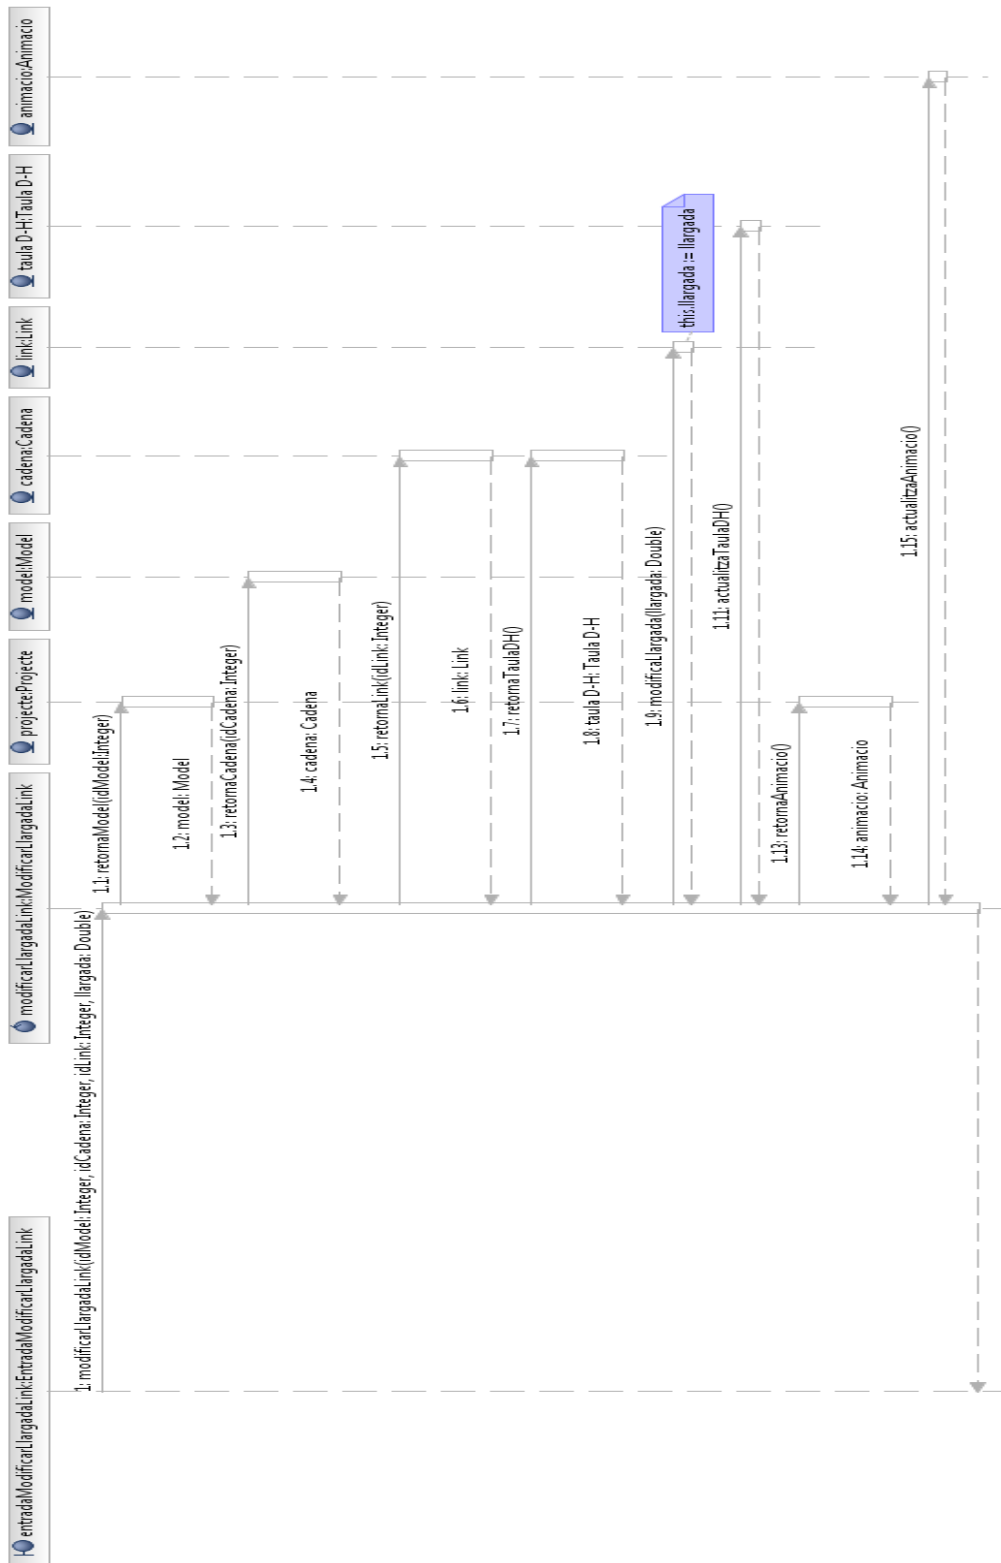 entradaModificarLlargadaLink:EntradaModificarLlargadaLink
modificarLlargadaLink:ModificarLlargadaLink
projecte:Projecte
model:Model
cadena:Cadena
link:Link
taula D-H:Taula D-H
animacio:Animacio
1: modificarLlargadaLink(idModel: Integer, idCadena: Integer, idLink: Integer, llargada: Double)
1.1: retornaModel(idModel:Integer)
1.2: model: Model
1.3: retornaCadena(idCadena: Integer)
1.4: cadena: Cadena
1.5: retornaLink(idLink: Integer)
1.6: link: Link
1.7: retornaTaulaDH()
1.8: taula D-H: Taula D-H
1.9: modificaLlargada(llargada: Double)
this.llargada := llargada
1.11: actualitzaTaulaDH()
1.13: retornaAnimacio()
1.14: animacio: Animacio
1.15: actualitzaAnimacio()